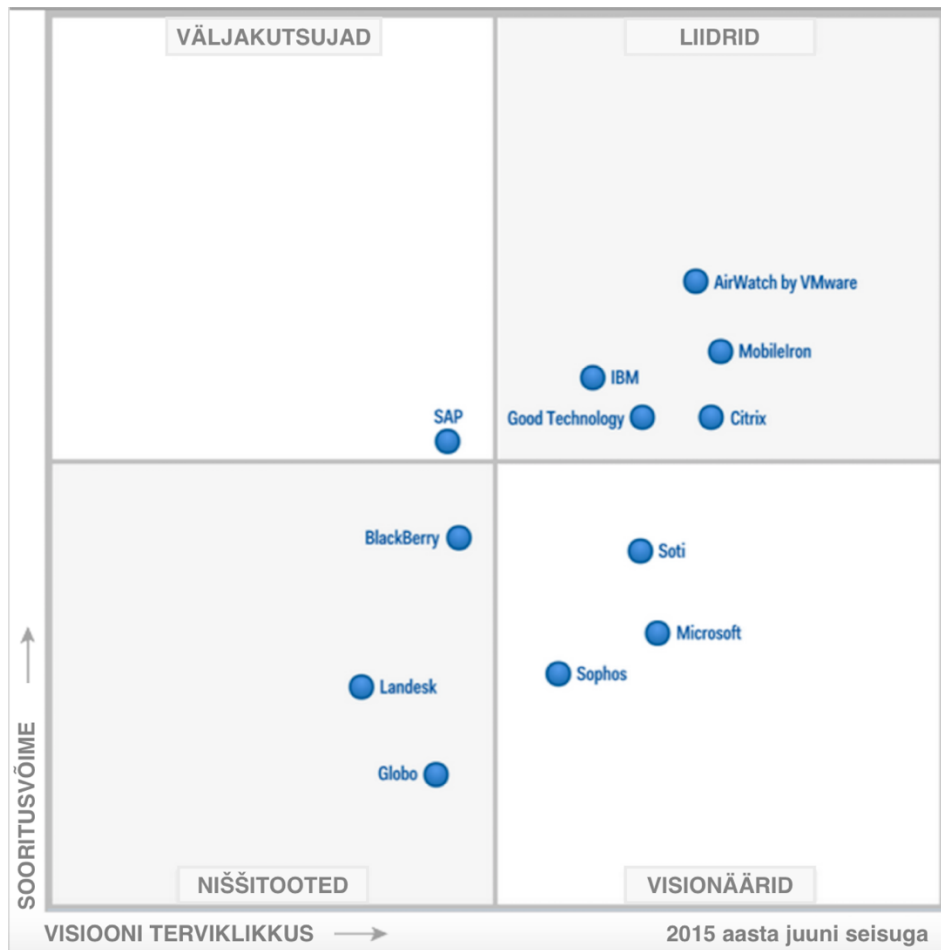 VÄLJAKUTSUJAD
LIIDRID
AirWatch by VMware
MobileIron
IBM
SAP
Good Technology
Citrix
BlackBerry
Soti
Microsoft
Sophos
Landesk
Globo
SOORITUSVÕIME
NIŠŠITOOTED
VISIONÄÄRID
VISIOONI TERVIKLIKKUS
2015 aasta juuni seisuga